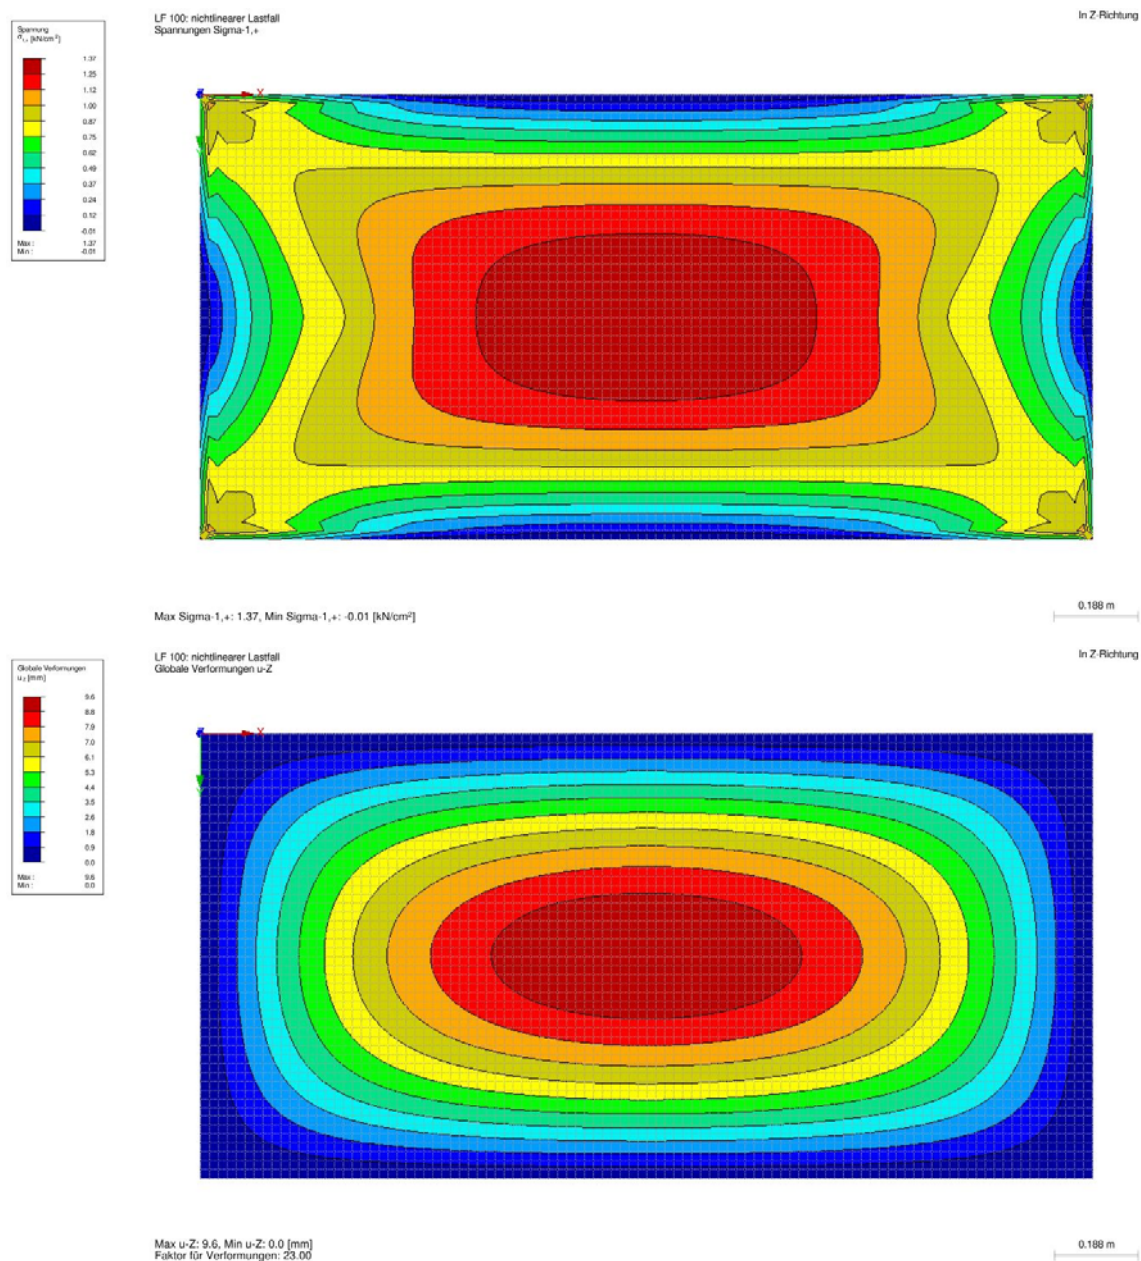 LF 100: nichtlinearer Lastfall
Spannungen Sigma-1,+
In Z-Richtung
Spannung
σ1,+ [kN/cm²]
1.37
1.25
1.12
1.00
0.87
0.75
0.62
0.49
0.37
0.24
0.12
-0.01
Max : 1.37
Min : -0.01
X
Max Sigma-1,+: 1.37, Min Sigma-1,+: -0.01 [kN/cm²]
0.188 m
LF 100: nichtlinearer Lastfall
Globale Verformungen u-Z
In Z-Richtung
Globale Verformungen
u-Z [mm]
9.6
8.8
7.9
7.0
6.1
5.3
4.4
3.5
2.6
1.8
0.9
0.0
Max : 9.6
Min : 0.0
X
Max u-Z: 9.6, Min u-Z: 0.0 [mm]
Faktor für Verformungen: 23.00
0.188 m